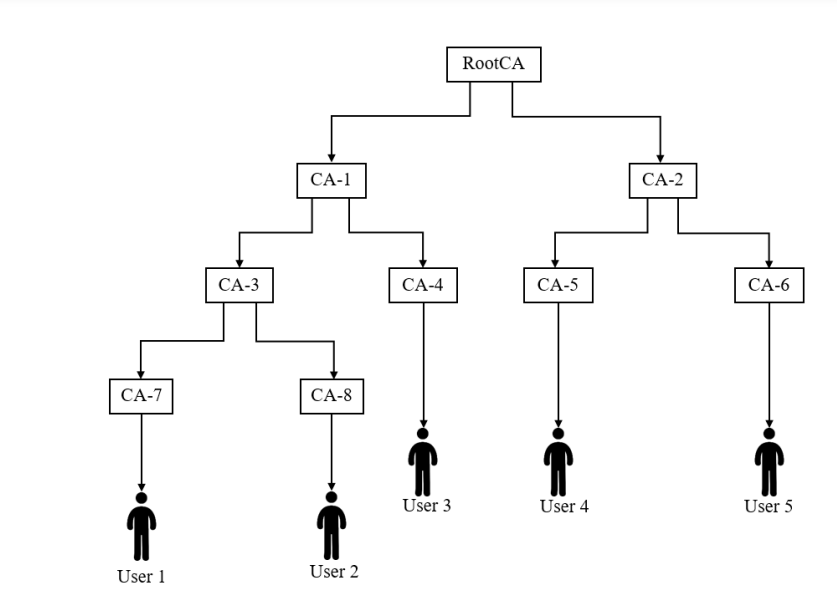 RootCA
CA-1
CA-2
CA-3
CA-4
CA-5
CA-6
CA-7
CA-8
User 3
User 4
User 5
User 1
User 2